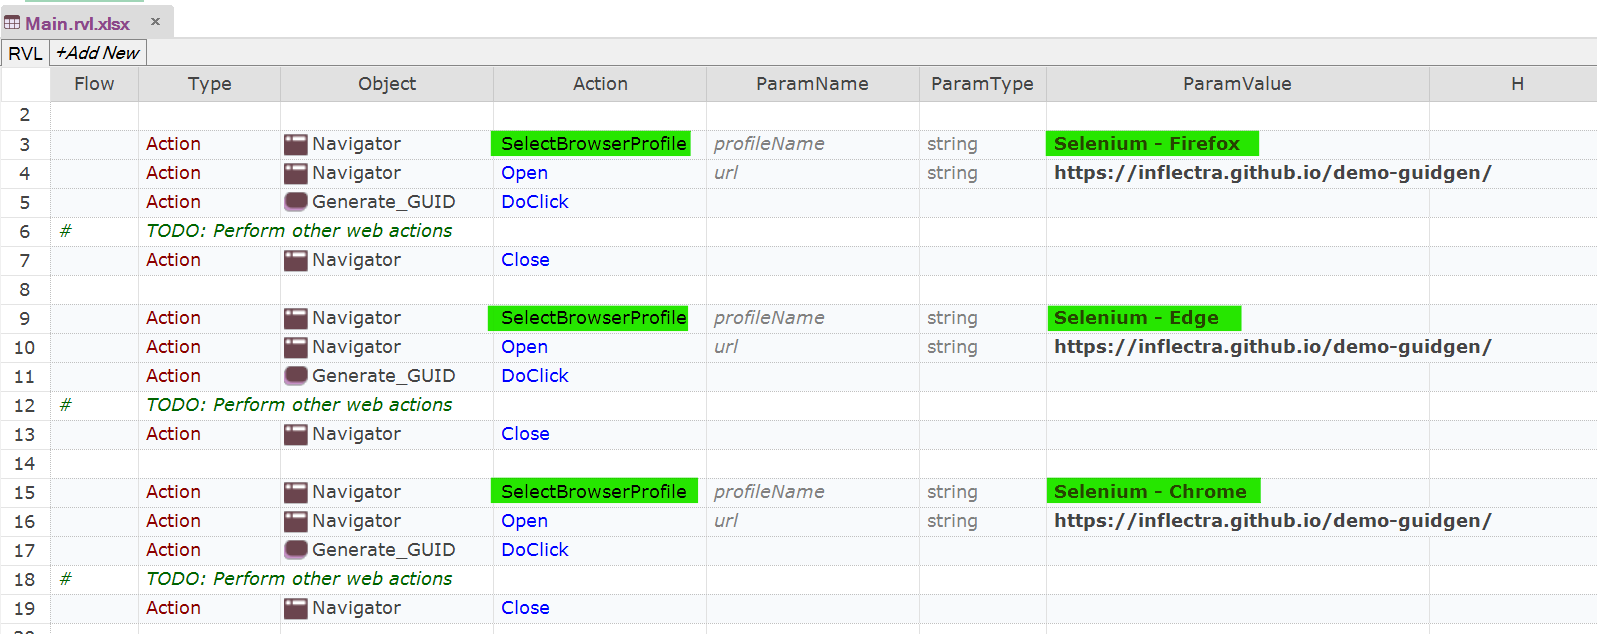 Main.rvl.xlsx ×
RVL +Add New
Flow Type Object Action ParamName ParamType ParamValue H
2
3 Action Navigator SelectBrowserProfile profileName string Selenium - Firefox
4 Action Navigator Open url string https://inflectra.github.io/demo-guidgen/
5 Action Generate_GUID DoClick
6 # TODO: Perform other web actions
7 Action Navigator Close
8
9 Action Navigator SelectBrowserProfile profileName string Selenium - Edge
10 Action Navigator Open url string https://inflectra.github.io/demo-guidgen/
11 Action Generate_GUID DoClick
12 # TODO: Perform other web actions
13 Action Navigator Close
14
15 Action Navigator SelectBrowserProfile profileName string Selenium - Chrome
16 Action Navigator Open url string https://inflectra.github.io/demo-guidgen/
17 Action Generate_GUID DoClick
18 # TODO: Perform other web actions
19 Action Navigator Close